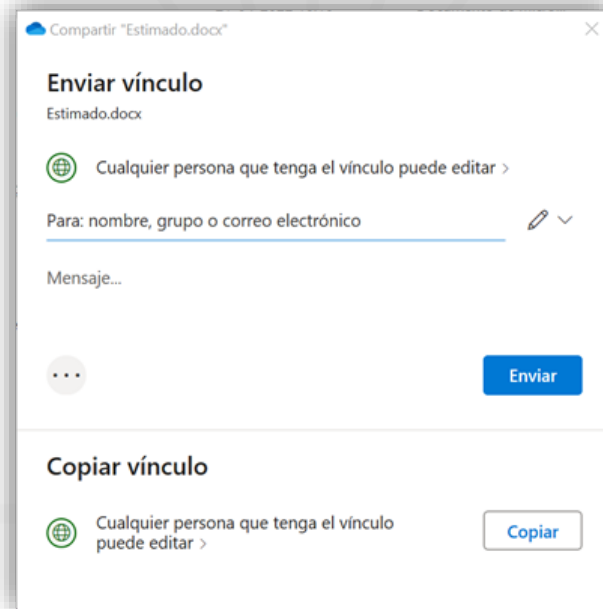 Compartir "Estimado.docx"
Enviar vínculo
Estimado.docx
Cualquier persona que tenga el vínculo puede editar >
Para: nombre, grupo o correo electrónico
Mensaje...
Enviar
Copiar vínculo
Cualquier persona que tenga el vínculo
puede editar >
Copiar